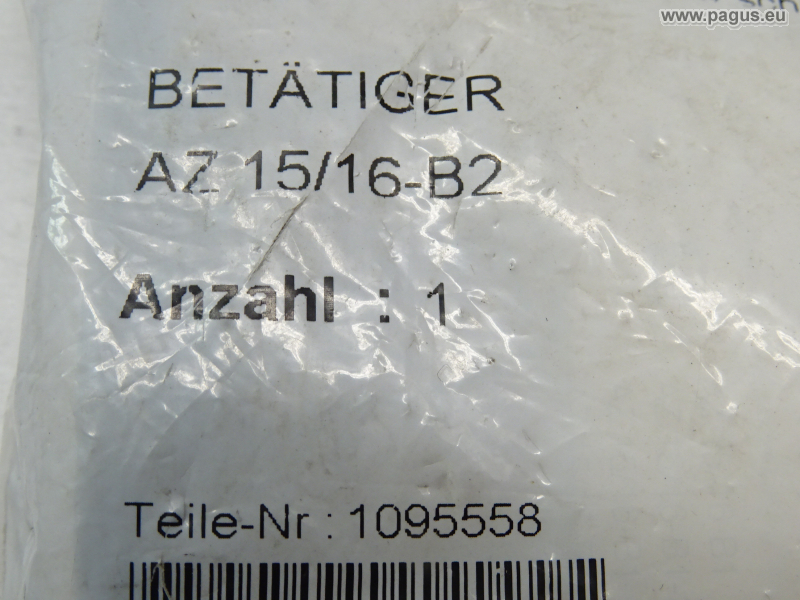 www.pagus.eu
BETÄTIGER
AZ 15/16-B2
Anzahl : 1
Teile-Nr : 1095558